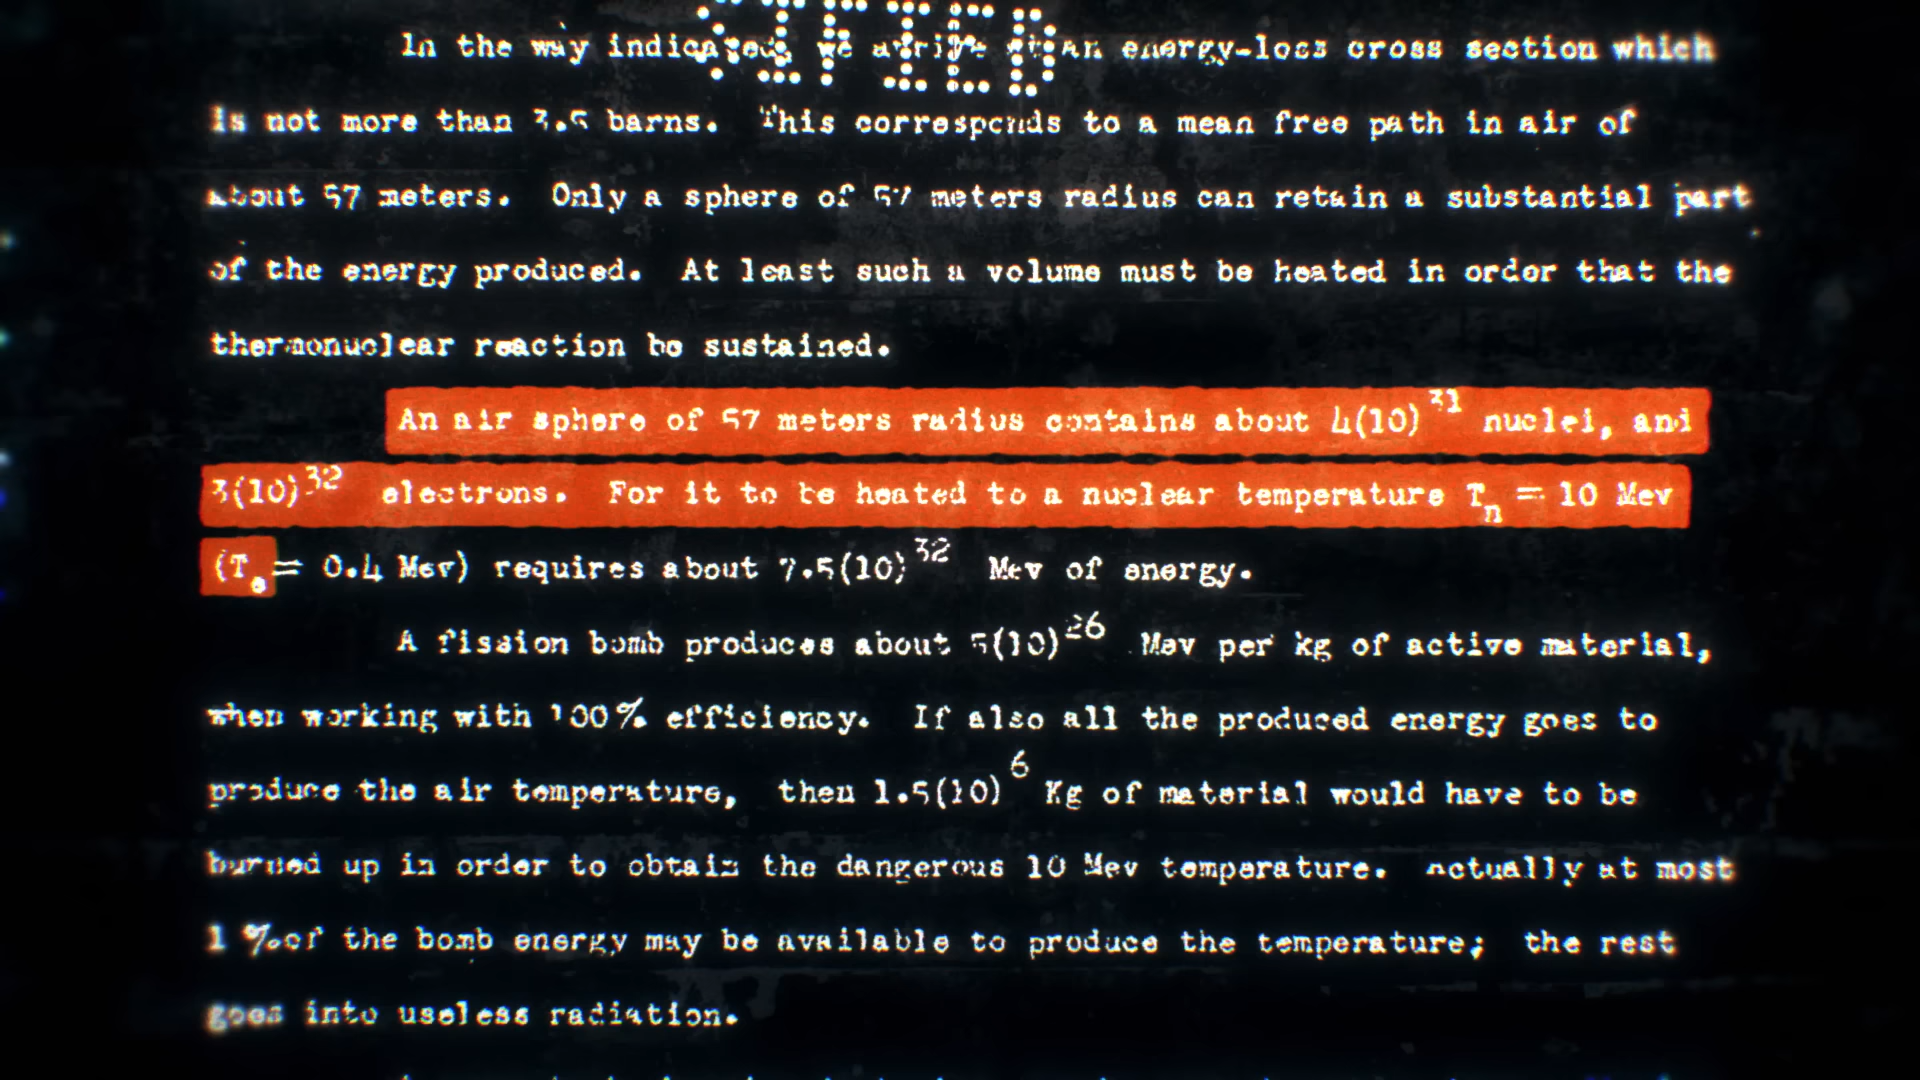 SIFIED
In the way indicated, we arrive at an energy-loss cross section which
is not more than 3.5 barns. This corresponds to a mean free path in air of
about 57 meters. Only a sphere of 57 meters radius can retain a substantial part
of the energy produced. At least such a volume must be heated in order that the
thermonuclear reaction be sustained.
An air sphere of 57 meters radius contains about 4(10)^31 nuclei, and
3(10)^32 electrons. For it to be heated to a nuclear temperature T_n = 10 Mev
(T_e = 0.4 Mev) requires about 7.5(10)^32 Mev of energy.
A fission bomb produces about 5(10)^26 Mev per kg of active material,
when working with 100% efficiency. If also all the produced energy goes to
produce the air temperature, then 1.5(10)^6 Kg of material would have to be
burned up in order to obtain the dangerous 10 Mev temperature. Actually at most
1 % of the bomb energy may be available to produce the temperature; the rest
goes into useless radiation.